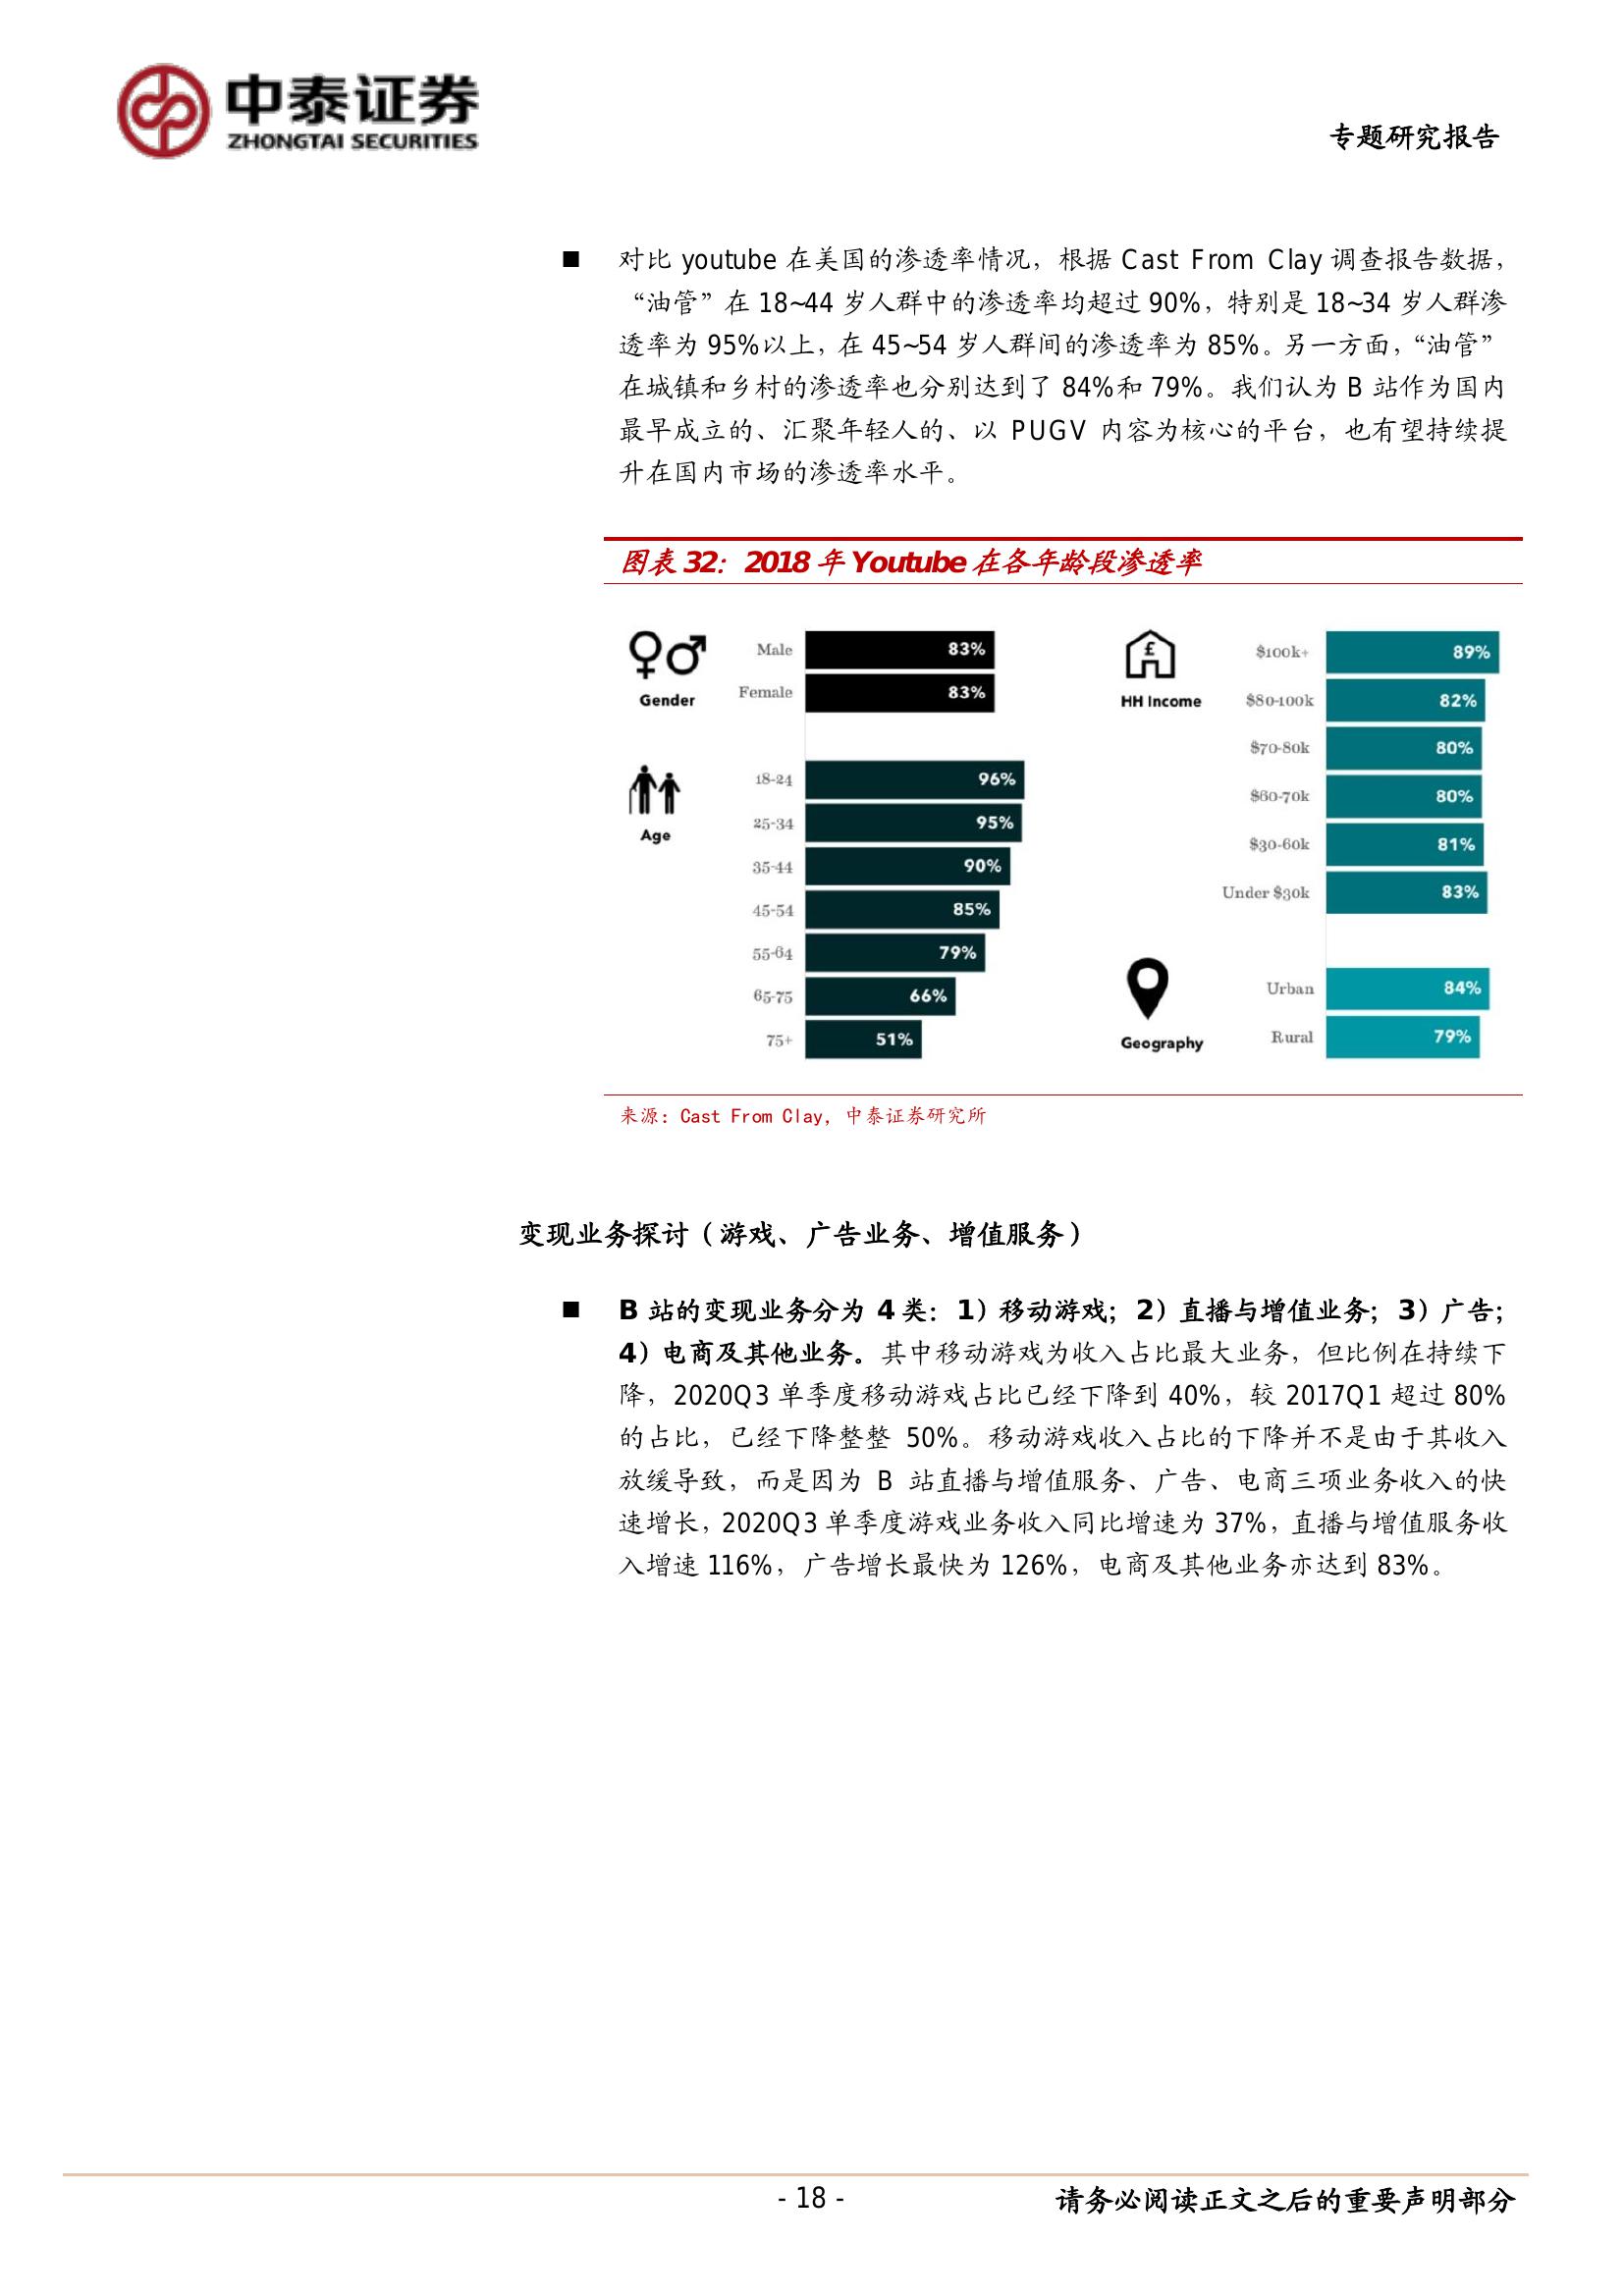 中泰证券
ZHONGTAI SECURITIES
专题研究报告
■ 对比 youtube 在美国的渗透率情况，根据 Cast From Clay 调查报告数据，
“油管”在 18~44 岁人群中的渗透率均超过 90%，特别是 18~34 岁人群渗
透率为 95%以上，在 45~54 岁人群间的渗透率为 85%。另一方面，“油管”
在城镇和乡村的渗透率也分别达到了 84%和 79%。我们认为 B 站作为国内
最早成立的、汇聚年轻人的、以 PUGV 内容为核心的平台，也有望持续提
升在国内市场的渗透率水平。
图表 32：2018 年 Youtube 在各年龄段渗透率
Gender
Male 83%
Female 83%
Age
18-24 96%
25-34 95%
35-44 90%
45-54 85%
55-64 79%
65-75 66%
75+ 51%
£
HH Income
$100k+ 89%
$80-100k 82%
$70-80k 80%
$60-70k 80%
$30-60k 81%
Under $30k 83%
Geography
Urban 84%
Rural 79%
来源：Cast From Clay，中泰证券研究所
变现业务探讨（游戏、广告业务、增值服务）
■ B 站的变现业务分为 4 类：1）移动游戏；2）直播与增值业务；3）广告；
4）电商及其他业务。其中移动游戏为收入占比最大业务，但比例在持续下
降，2020Q3 单季度移动游戏占比已经下降到 40%，较 2017Q1 超过 80%
的占比，已经下降整整 50%。移动游戏收入占比的下降并不是由于其收入
放缓导致，而是因为 B 站直播与增值服务、广告、电商三项业务收入的快
速增长，2020Q3 单季度游戏业务收入同比增速为 37%，直播与增值服务收
入增速 116%，广告增长最快为 126%，电商及其他业务亦达到 83%。
- 18 -
请务必阅读正文之后的重要声明部分